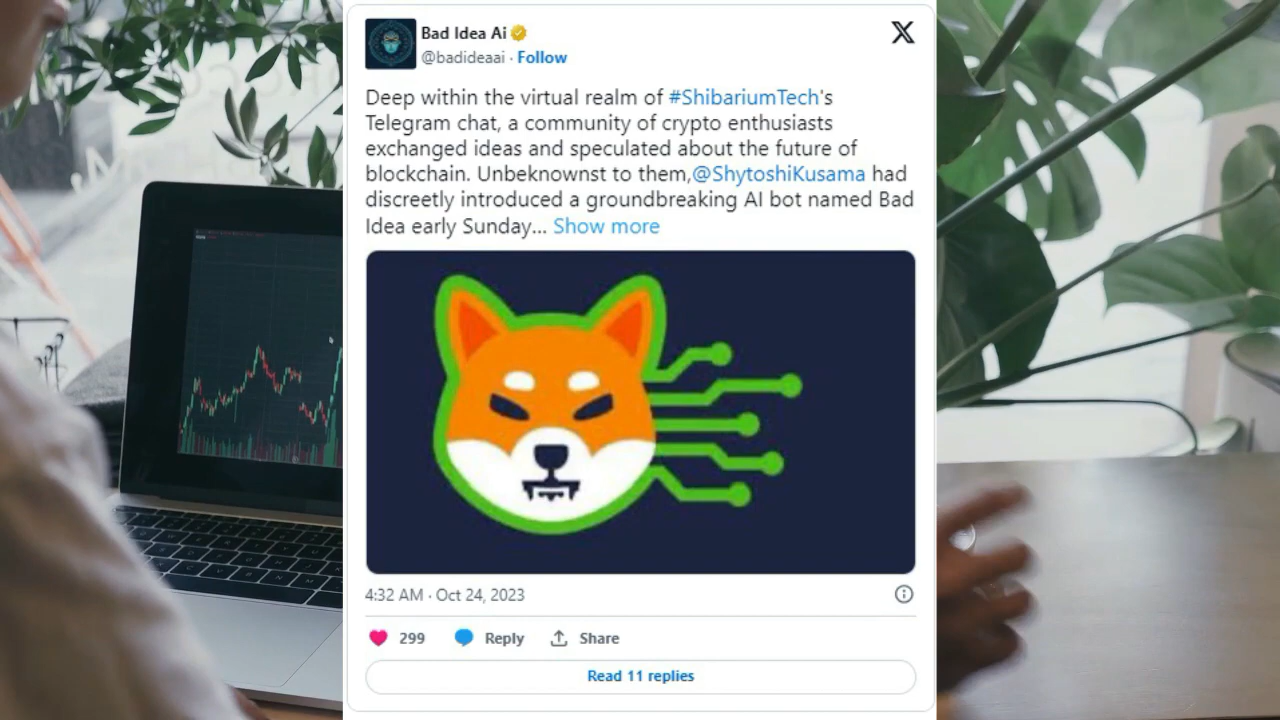 Bad Idea Ai
@badideaai · Follow
Deep within the virtual realm of #ShibariumTech's
Telegram chat, a community of crypto enthusiasts
exchanged ideas and speculated about the future of
blockchain. Unbeknownst to them,@ShytoshiKusama had
discreetly introduced a groundbreaking AI bot named Bad
Idea early Sunday... Show more
4:32 AM · Oct 24, 2023
299 Reply Share
Read 11 replies